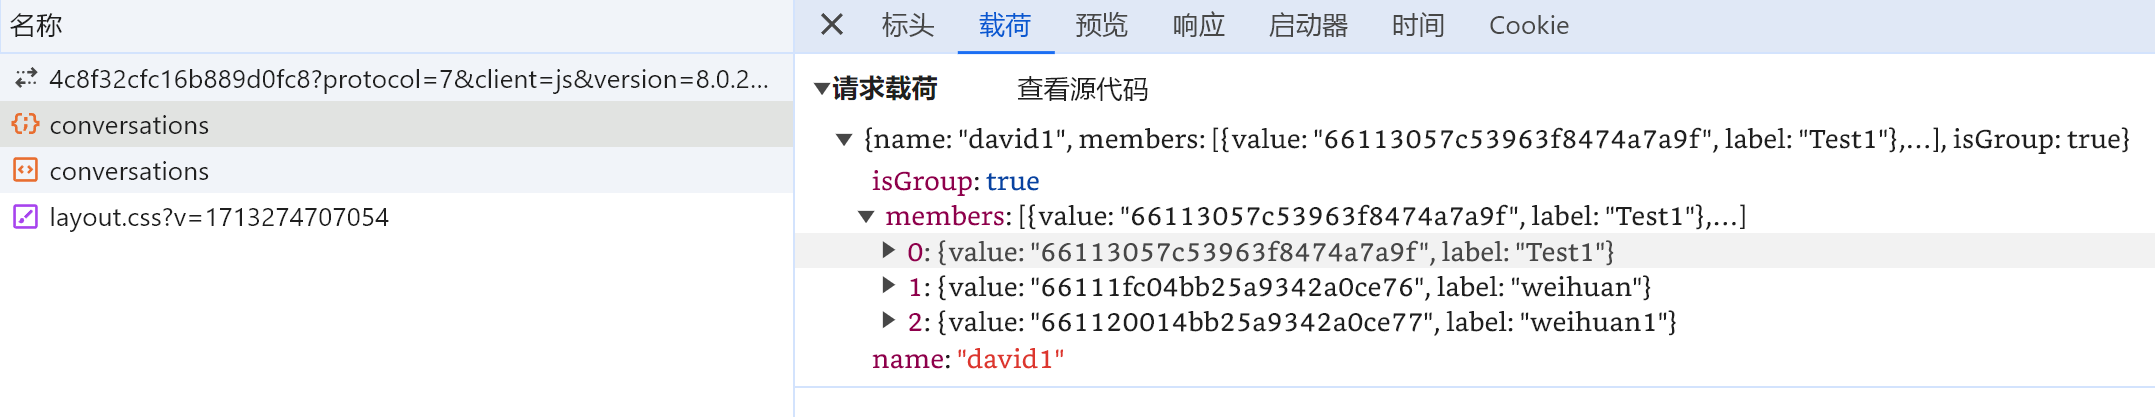 名称
4c8f32cfc16b889d0fc8?protocol=7&client=js&version=8.0.2...
conversations
conversations
layout.css?v=1713274707054
标头 载荷 预览 响应 启动器 时间 Cookie
请求载荷 查看源代码
{name: "david1", members: [{value: "66113057c53963f8474a7a9f", label: "Test1"},…], isGroup: true}
isGroup: true
members: [{value: "66113057c53963f8474a7a9f", label: "Test1"},…]
0: {value: "66113057c53963f8474a7a9f", label: "Test1"}
1: {value: "66111fc04bb25a9342a0ce76", label: "weihuan"}
2: {value: "661120014bb25a9342a0ce77", label: "weihuan1"}
name: "david1"